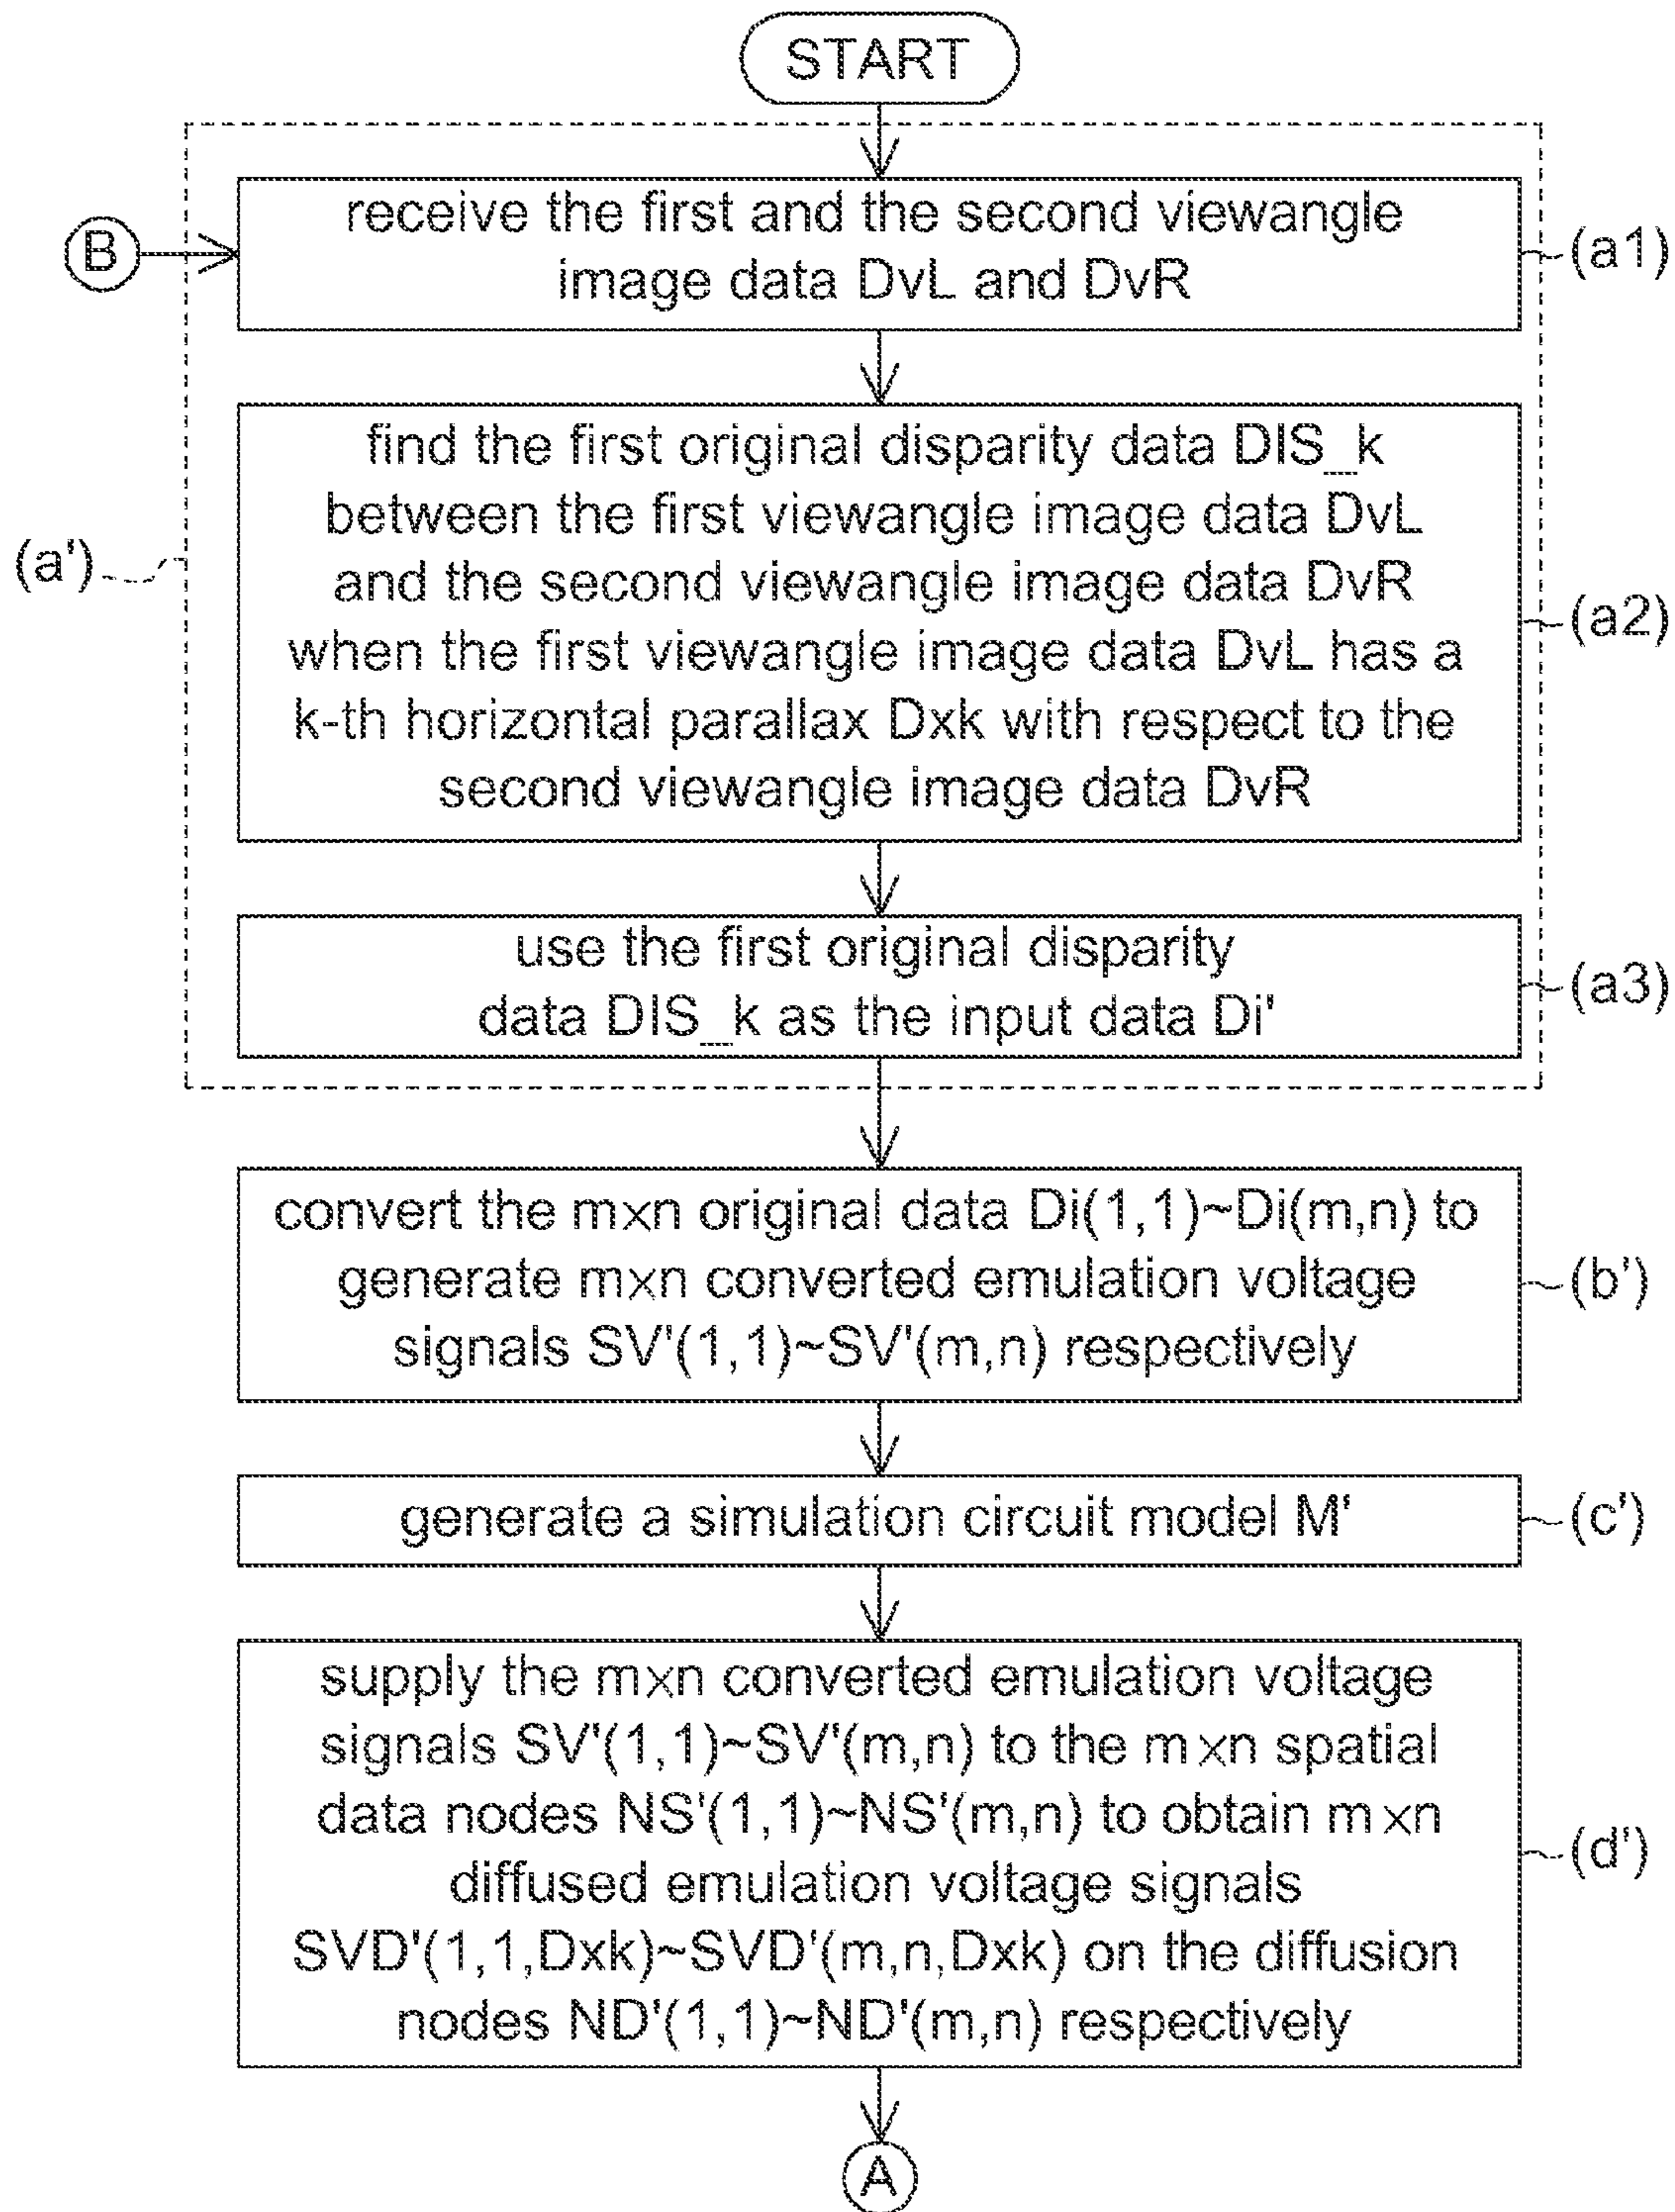 START
B
receive the first and the second viewangle
image data DvL and DvR
(a1)
(a')
find the first original disparity data DIS_k
between the first viewangle image data DvL
and the second viewangle image data DvR
when the first viewangle image data DvL has a
k-th horizontal parallax Dxk with respect to the
second viewangle image data DvR
(a2)
use the first original disparity
data DIS_k as the input data Di'
(a3)
convert the m×n original data Di(1,1)~Di(m,n) to
generate m×n converted emulation voltage
signals SV'(1,1)~SV'(m,n) respectively
(b')
generate a simulation circuit model M'
(c')
supply the m×n converted emulation voltage
signals SV'(1,1)~SV'(m,n) to the m×n spatial
data nodes NS'(1,1)~NS'(m,n) to obtain m×n
diffused emulation voltage signals
SVD'(1,1,Dxk)~SVD'(m,n,Dxk) on the diffusion
nodes ND'(1,1)~ND'(m,n) respectively
(d')
A